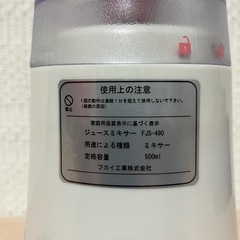 使用上の注意
1回の動作は連続1分を超えて使用しないで下さい。
(破損の原因)
禁止
家庭用品質表示に基づく表示
ジュースミキサー FJS-490
用途による種類 ミキサー
定格容量 500ml
フカイ工業株式会社